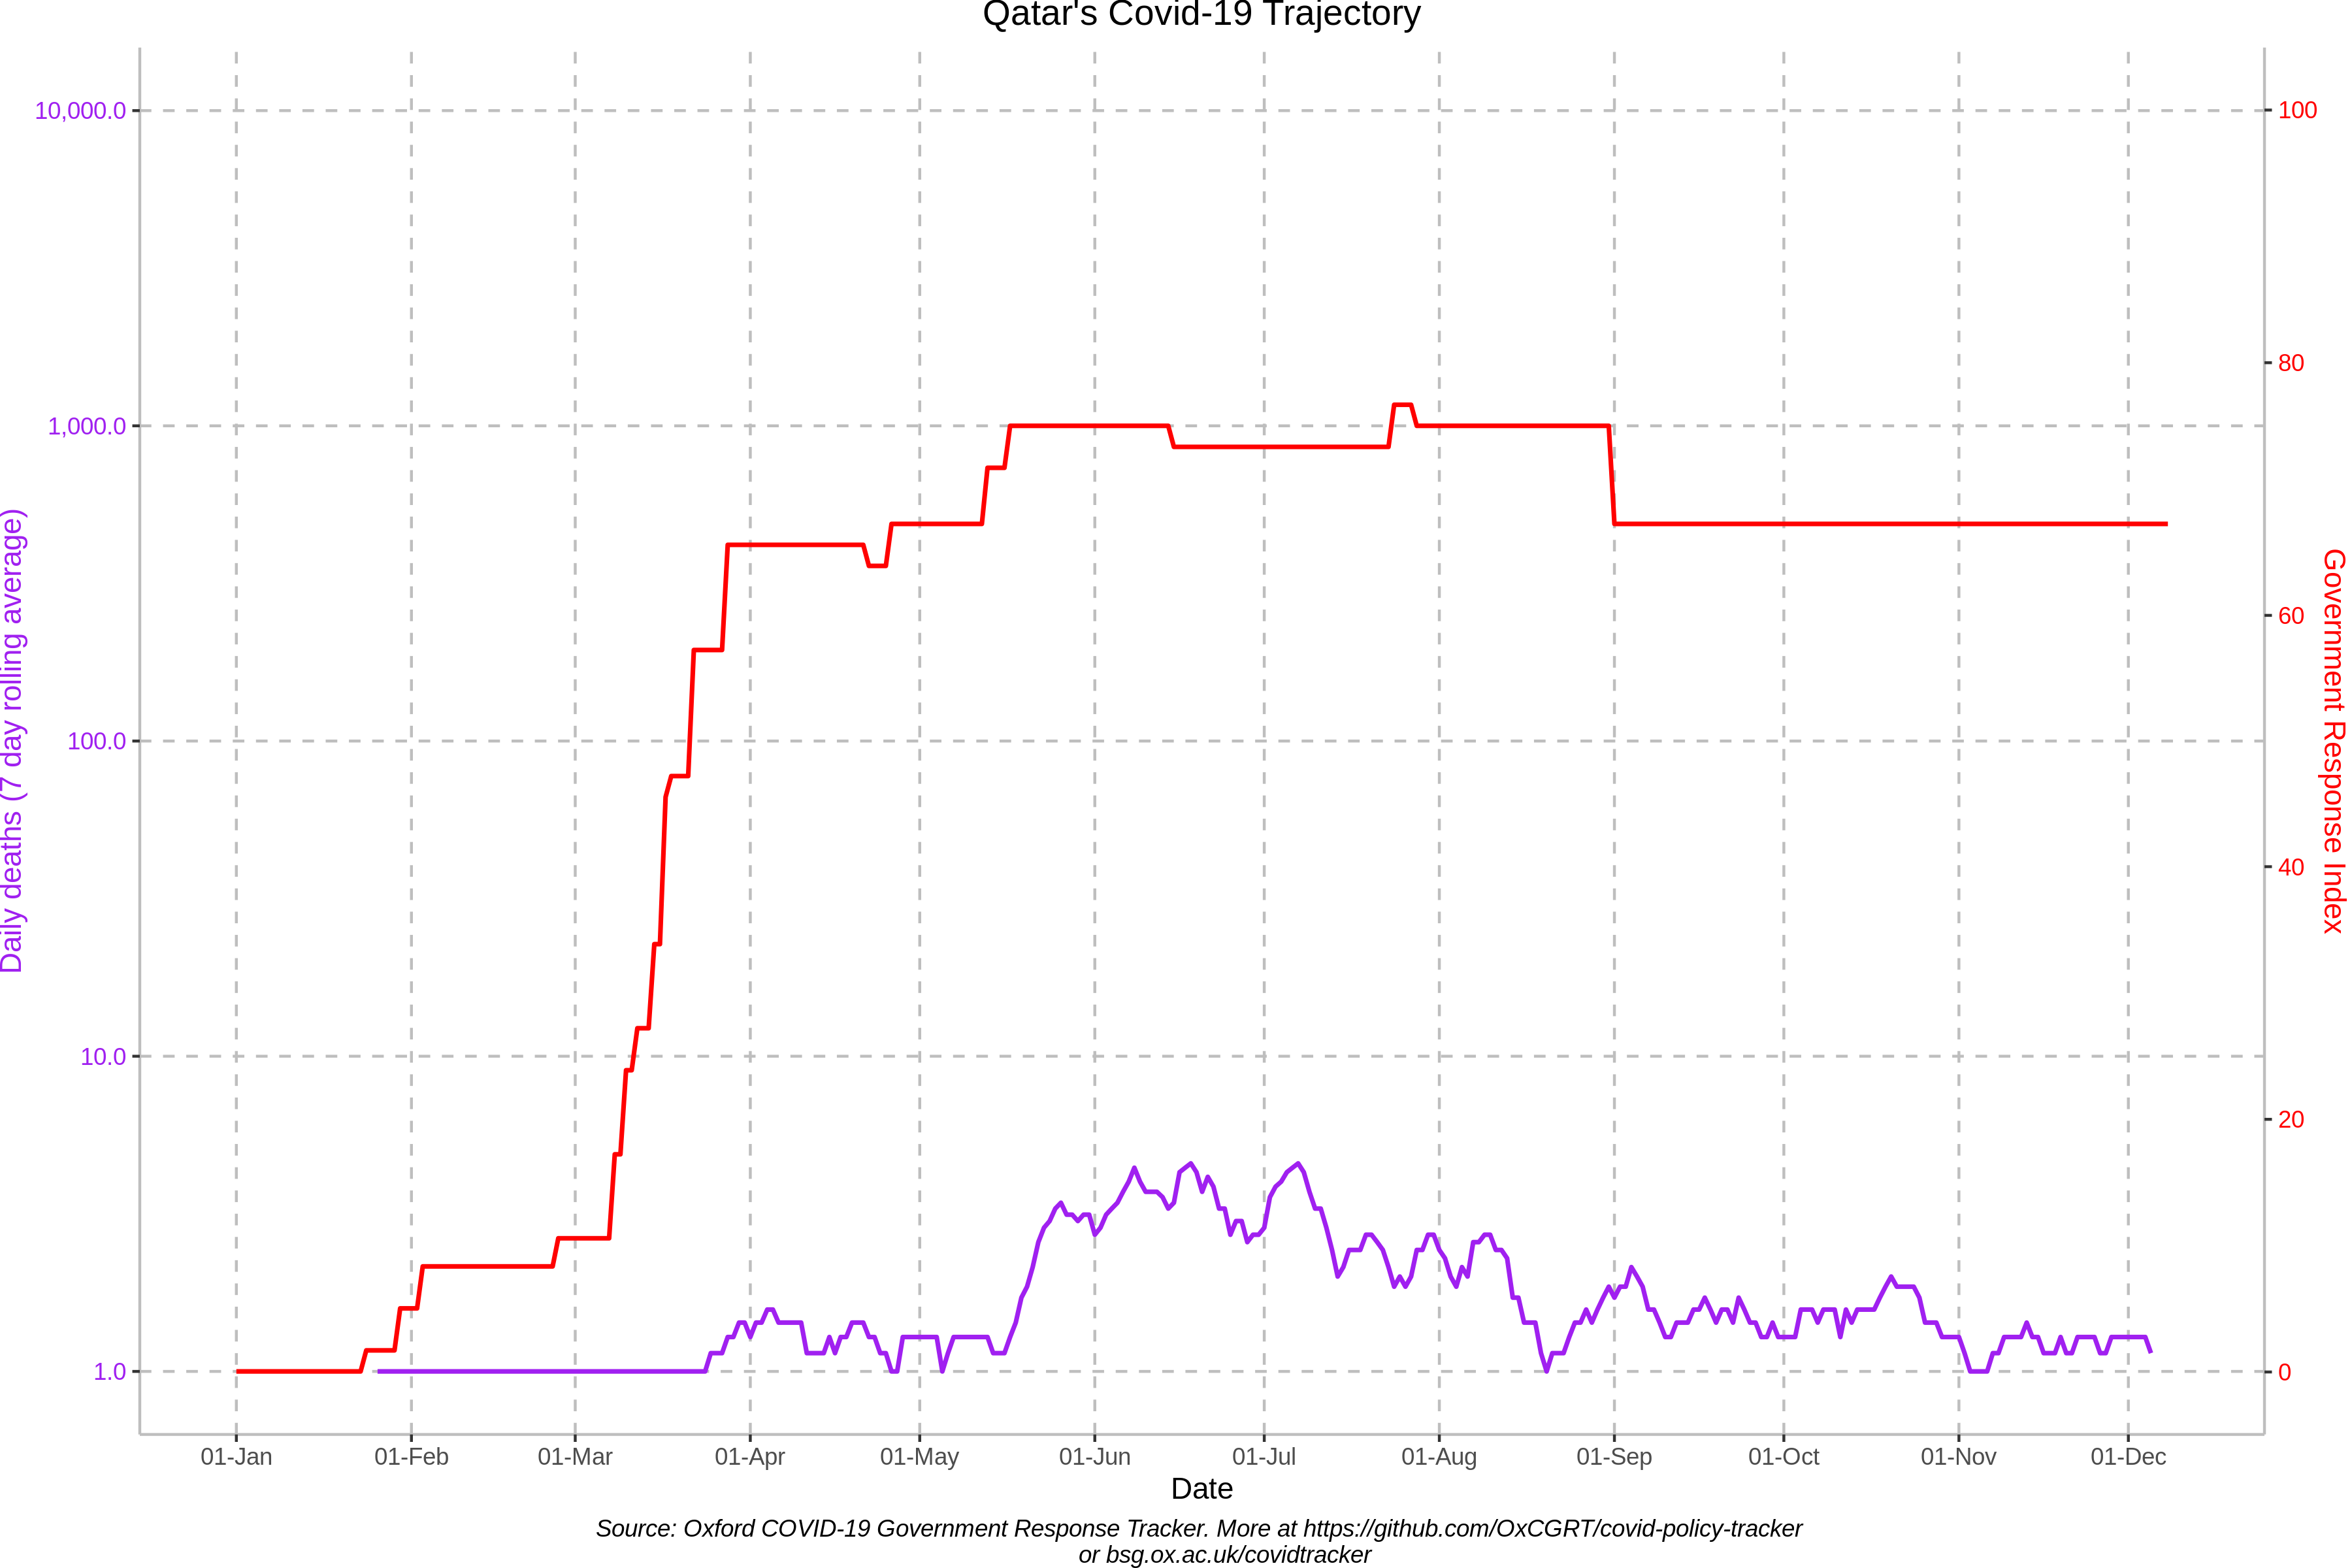 Qatar's Covid-19 Trajectory
Daily deaths (7 day rolling average)
10,000.0
1,000.0
100.0
10.0
1.0
100
80
60
40
20
0
Government Response Index
01-Jan
01-Feb
01-Mar
01-Apr
01-May
01-Jun
01-Jul
01-Aug
01-Sep
01-Oct
01-Nov
01-Dec
Date
Source: Oxford COVID-19 Government Response Tracker. More at https://github.com/OxCGRT/covid-policy-tracker
or bsg.ox.ac.uk/covidtracker